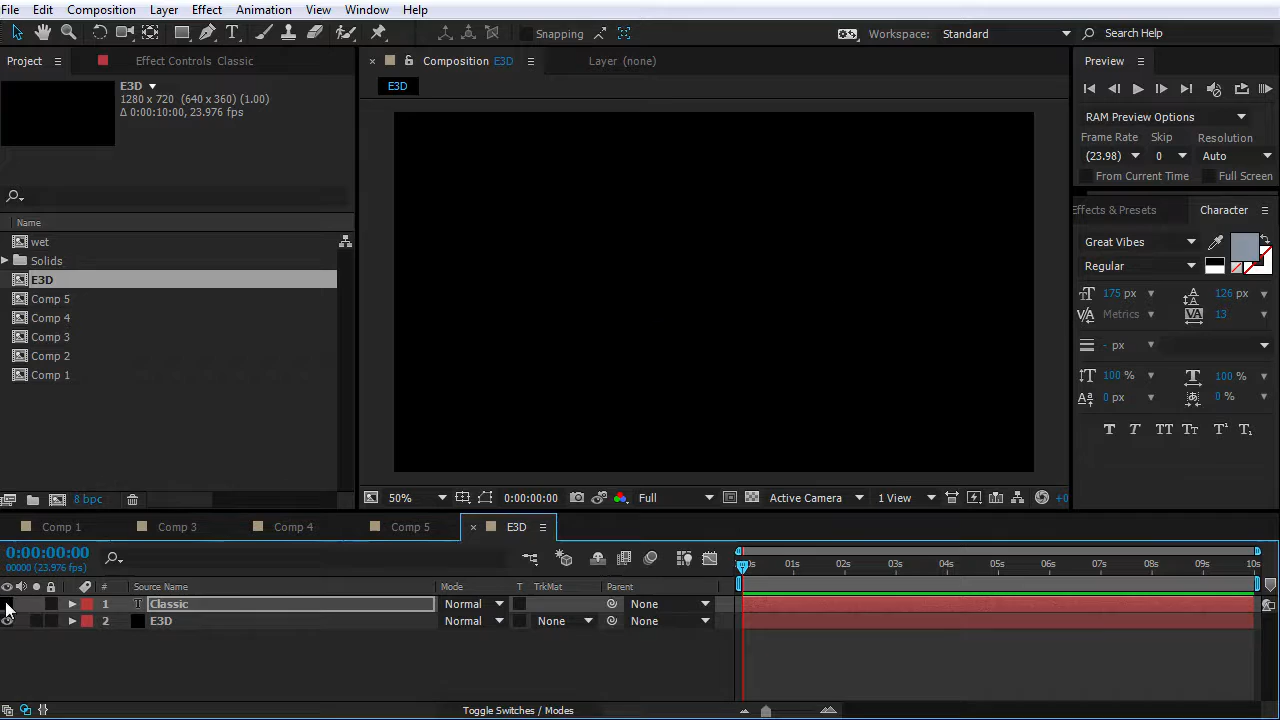 File Edit Composition Layer Effect Animation View Window Help
Snapping Workspace: Standard Search Help
Project Effect Controls Classic Composition E3D Layer (none) Preview
E3D E3D
1280 x 720 (640 x 360) (1.00)
Δ 0:00:10:00, 23.976 fps
RAM Preview Options
Frame Rate Skip Resolution
(23.98) 0 Auto
From Current Time Full Screen
Effects & Presets Character
Name
wet
Solids
E3D
Comp 5
Comp 4
Comp 3
Comp 2
Comp 1
Great Vibes
Regular
175 px 126 px
Metrics 13
- px
100 % 100 %
0 px 0 %
T T TT Tт T¹ T₁
8 bpc 50% 0:00:00:00 Full Active Camera 1 View +0
Comp 1 Comp 3 Comp 4 Comp 5 E3D
0:00:00:00
00000 (23.976 fps)
01s 02s 03s 04s 05s 06s 07s 08s 09s 10s
# Source Name Mode T TrkMat Parent
1 T Classic Normal None
2 E3D Normal None None
Toggle Switches / Modes